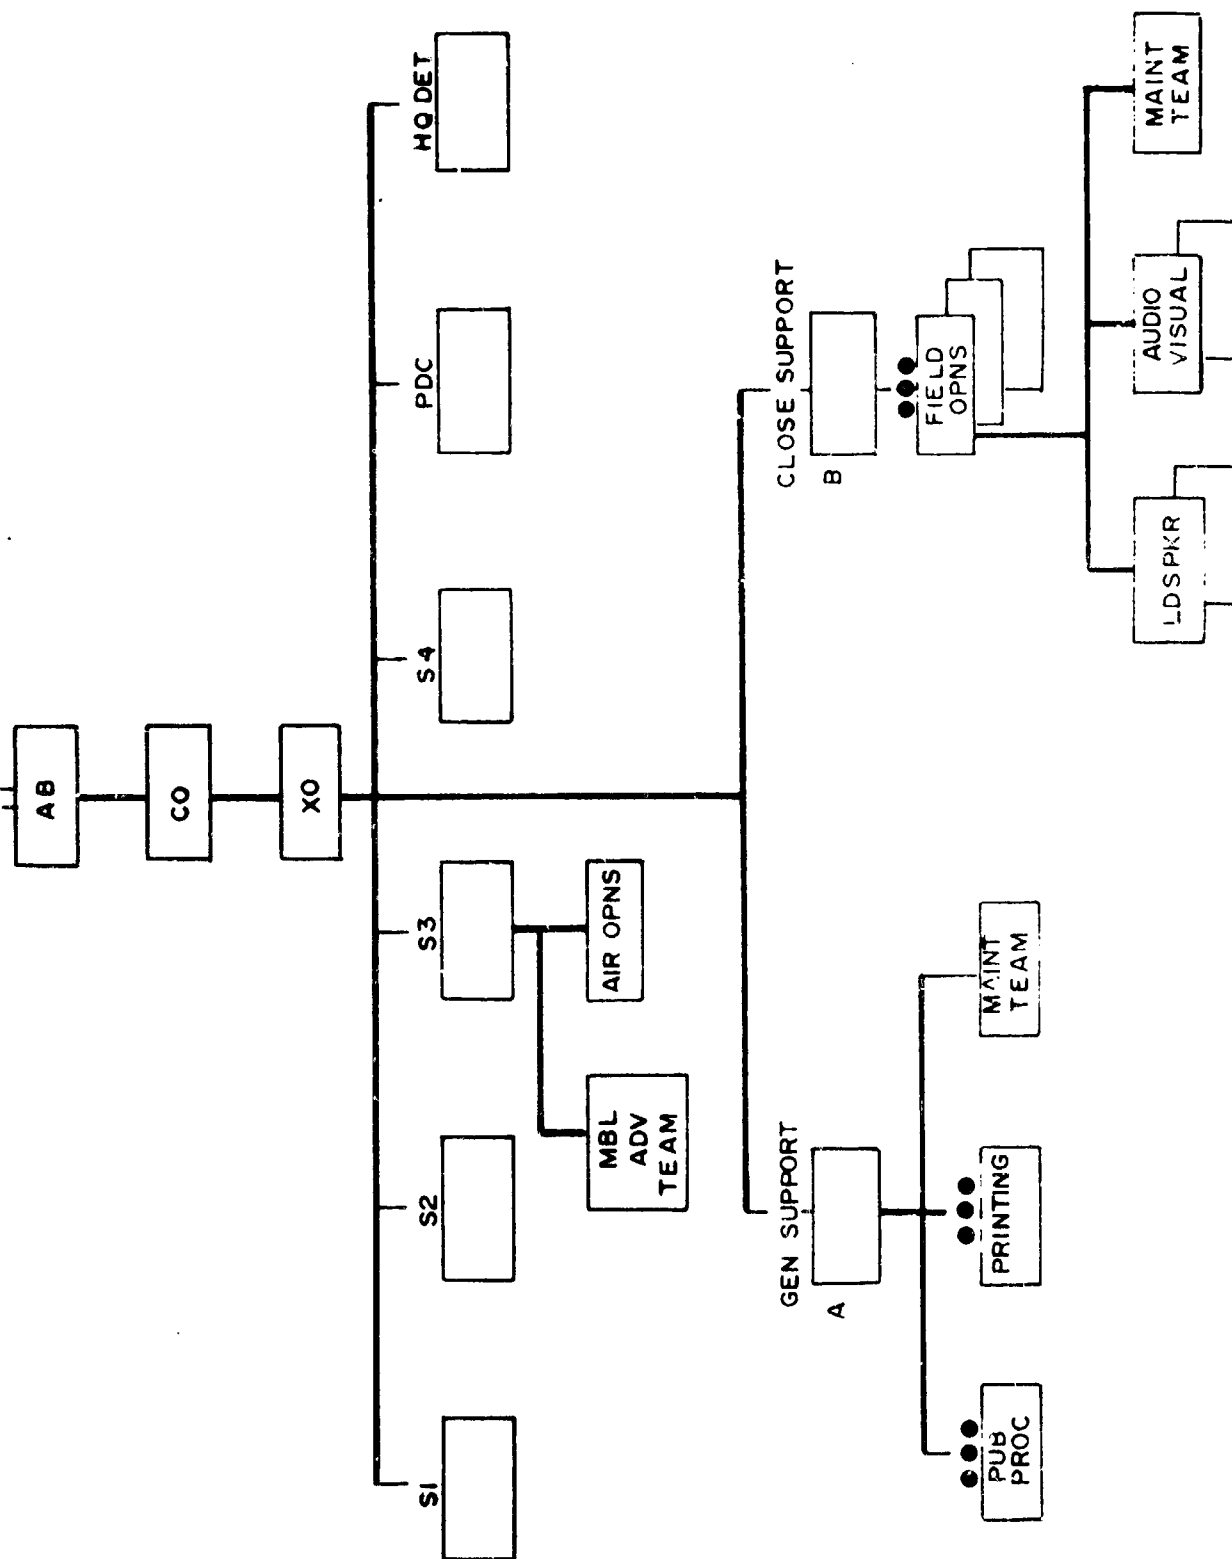 AB
CO
XO
S1
S2
S3
S4
PDC
HQ DET
MBL
ADV
TEAM
AIR OPNS
GEN SUPPORT
A
CLOSE SUPPORT
B
PUB
PROC
PRINTING
MAINT
TEAM
FIELD
OPNS
LDSPKR
AUDIO
VISUAL
MAINT
TEAM